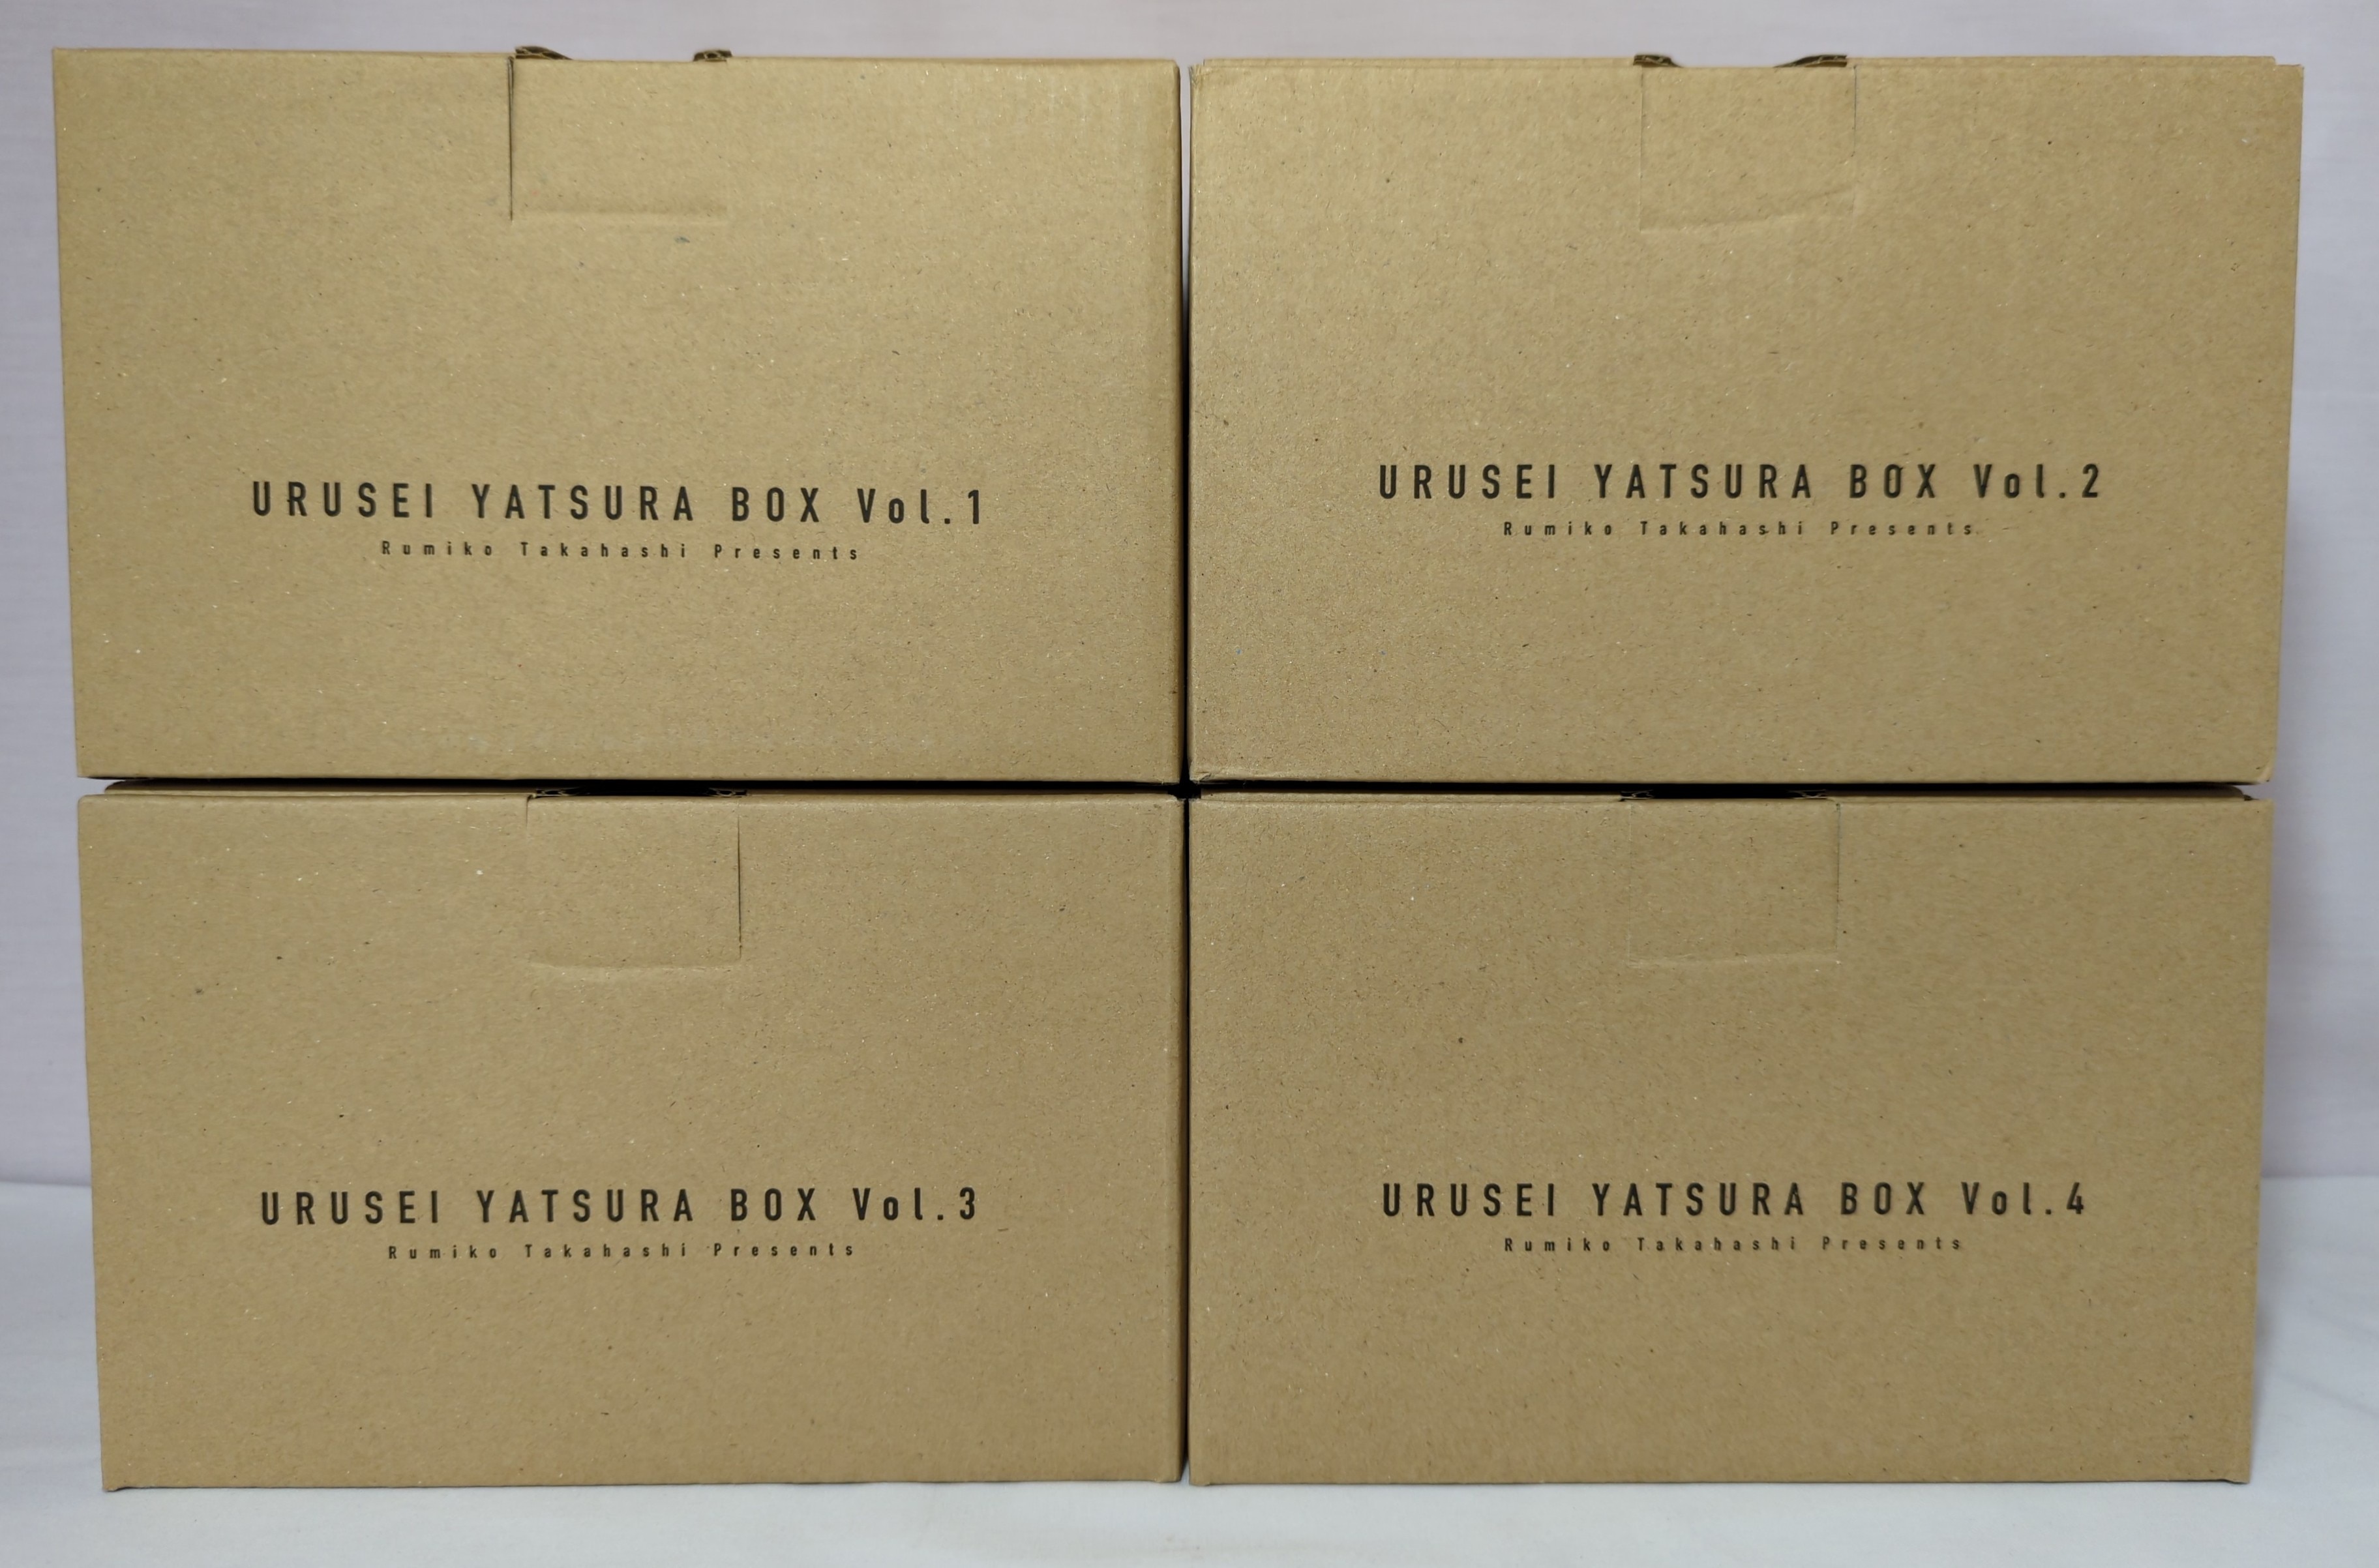 URUSEI YATSURA BOX Vol.1
Rumiko Takahashi Presents
URUSEI YATSURA BOX Vol.2
Rumiko Takahashi Presents
URUSEI YATSURA BOX Vol.3
Rumiko Takahashi Presents
URUSEI YATSURA BOX Vol.4
Rumiko Takahashi Presents